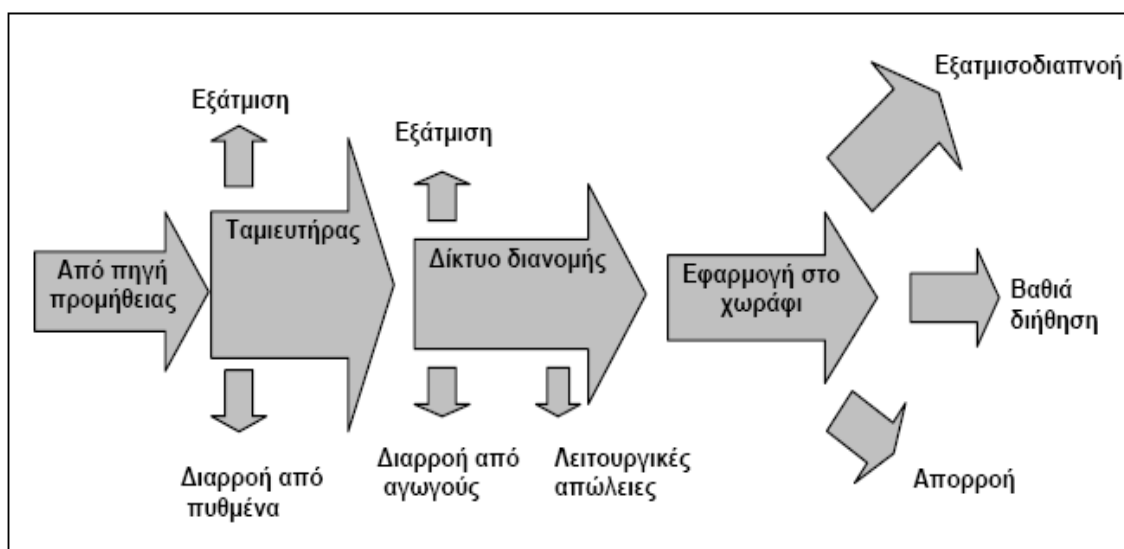 Εξάτμιση
Ταμιευτήρας
Από πηγή
προμήθειας
Διαρροή από
πυθμένα
Εξάτμιση
Δίκτυο διανομής
Διαρροή από
αγωγούς
Λειτουργικές
απώλειες
Εφαρμογή στο
χωράφι
Εξατμισοδιαπνοή
Βαθιά
διήθηση
Απορροή